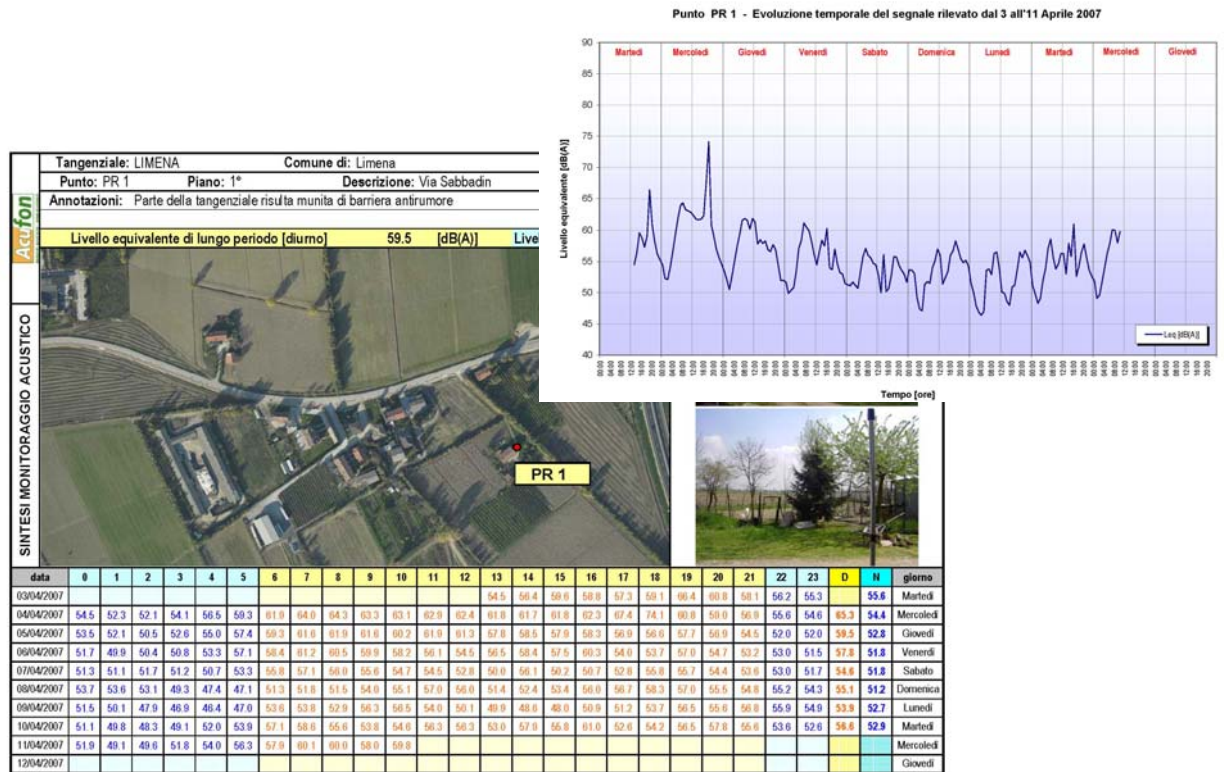 Punto PR 1 - Evoluzione temporale del segnale rilevato dal 3 all'11 Aprile 2007
90
85
80
75
70
65
60
55
50
45
40
Livello equivalente [dB(A)]
Martedì Mercoledì Giovedì Venerdì Sabato Domenica Lunedì Martedì Mercoledì Giovedì
Leq [dB(A)]
Tempo [ore]
Acufon
SINTESI MONITORAGGIO ACUSTICO
Tangenziale: LIMENA Comune di: Limena
Punto: PR 1 Piano: 1° Descrizione: Via Sabbadin
Annotazioni: Parte della tangenziale risulta munita di barriera antirumore
Livello equivalente di lungo periodo [diurno] 59.5 [dB(A)] Live
PR 1
data 0 1 2 3 4 5 6 7 8 9 10 11 12 13 14 15 16 17 18 19 20 21 22 23 D N giorno
03/04/2007 54.5 56.4 59.6 58.8 57.3 59.1 66.4 60.8 58.1 56.2 55.3 55.6 Martedì
04/04/2007 54.5 52.3 52.1 54.1 56.5 59.3 61.9 64.0 64.3 63.3 63.1 62.9 62.4 61.8 61.7 61.8 62.3 67.4 74.1 60.8 59.0 56.9 55.6 54.6 65.3 54.4 Mercoledì
05/04/2007 53.5 52.1 50.5 52.6 55.0 57.4 59.3 61.6 61.9 61.6 60.2 61.9 61.3 57.8 58.5 57.9 58.3 56.9 56.6 57.7 56.9 54.5 52.0 52.0 59.5 52.8 Giovedì
06/04/2007 51.7 49.9 50.4 50.8 53.3 57.1 58.4 61.2 60.5 59.9 58.2 56.1 54.5 56.5 58.4 57.5 60.3 54.0 53.7 57.0 54.7 53.2 53.0 51.5 57.8 51.8 Venerdì
07/04/2007 51.3 51.1 51.7 51.2 50.7 53.3 55.8 57.1 56.0 55.6 54.7 54.5 52.8 50.0 56.1 50.2 50.7 52.8 55.8 55.7 54.4 53.6 53.0 51.7 54.6 51.8 Sabato
08/04/2007 53.7 53.6 53.1 49.3 47.4 47.1 51.3 51.8 51.5 54.0 55.1 57.0 56.0 51.4 52.4 53.4 56.0 56.7 58.3 57.0 55.5 54.8 55.2 54.3 55.1 51.2 Domenica
09/04/2007 51.5 50.1 47.9 46.9 46.4 47.0 53.6 53.8 52.9 56.3 56.5 54.0 50.1 49.9 48.6 48.0 50.9 51.2 53.7 56.5 55.6 56.8 55.9 54.9 53.9 52.7 Lunedì
10/04/2007 51.1 49.8 48.3 49.1 52.0 53.9 57.1 58.6 55.6 53.8 54.6 56.3 56.3 53.0 57.9 55.8 61.0 52.6 54.2 56.5 57.8 55.6 53.6 52.6 56.6 52.9 Martedì
11/04/2007 51.9 49.1 49.6 51.8 54.0 56.3 57.9 60.1 60.0 58.0 59.8 Mercoledì
12/04/2007 Giovedì